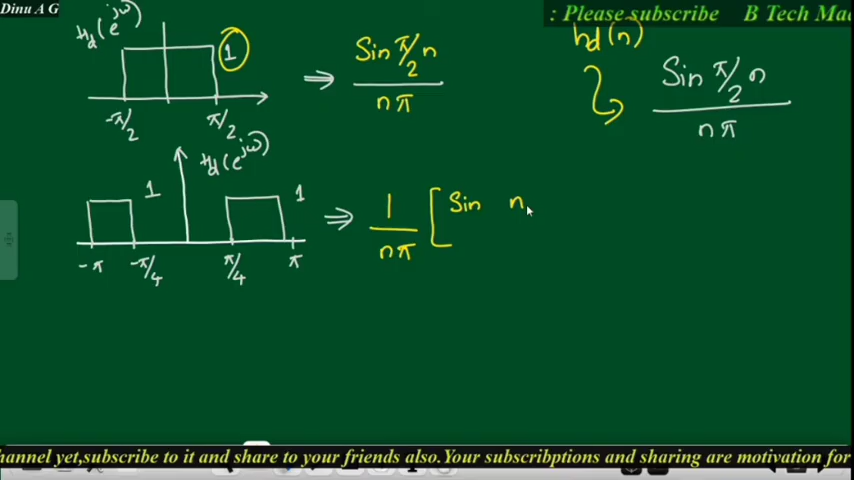 Dinu A G
: Please subscribe B Tech Ma
Hd(e^jω)
1
-π/2 π/2
⇒ Sin π/2 n / nπ
hd(n)
Sin π/2 n / nπ
Hd(e^jω)
1 1
-π -π/4 π/4 π
⇒ 1/nπ [ Sin n
hannel yet,subscribe to it and share to your friends also.Your subscribptions and sharing are motivation for